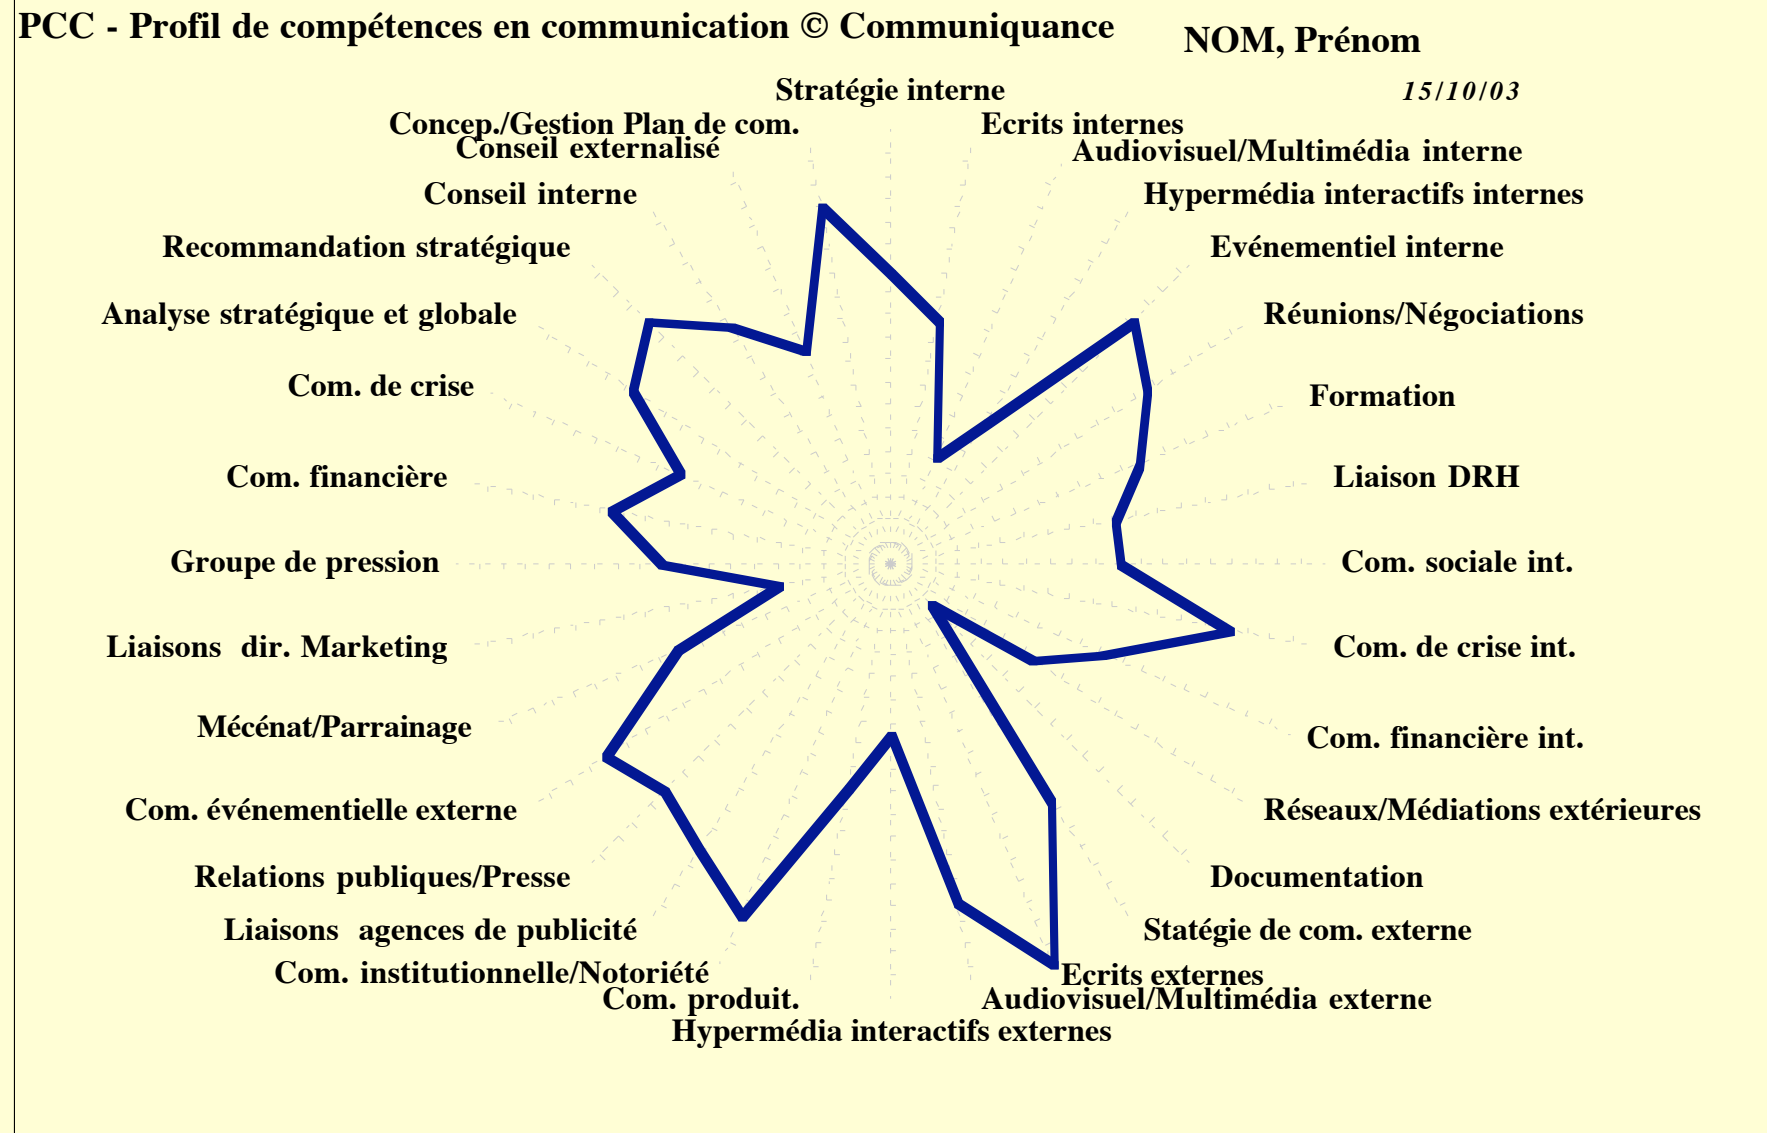 PCC - Profil de compétences en communication © Communiquance
NOM, Prénom
15/10/03
Stratégie interne
Concep./Gestion Plan de com.
Ecrits internes
Conseil externalisé
Audiovisuel/Multimédia interne
Conseil interne
Hypermédia interactifs internes
Recommandation stratégique
Evénementiel interne
Analyse stratégique et globale
Réunions/Négociations
Com. de crise
Formation
Com. financière
Liaison DRH
Groupe de pression
Com. sociale int.
Liaisons dir. Marketing
Com. de crise int.
Mécénat/Parrainage
Com. financière int.
Com. événementielle externe
Réseaux/Médiations extérieures
Relations publiques/Presse
Documentation
Liaisons agences de publicité
Statégie de com. externe
Com. institutionnelle/Notoriété
Ecrits externes
Com. produit.
Audiovisuel/Multimédia externe
Hypermédia interactifs externes